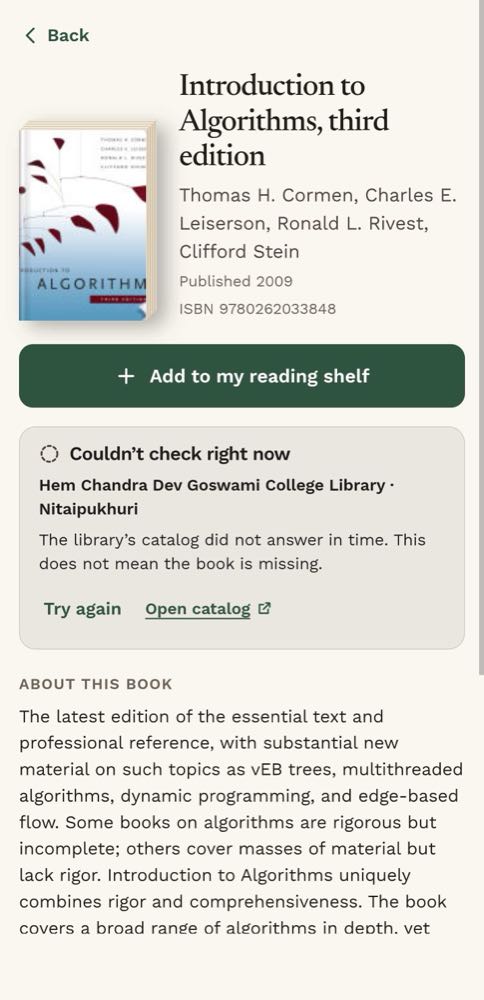 Back
Introduction to
Algorithms, third
edition
Thomas H. Cormen, Charles E.
Leiserson, Ronald L. Rivest,
Clifford Stein
Published 2009
ISBN 9780262033848
ALGORITHM
THIRD EDITION
Add to my reading shelf
Couldn’t check right now
Hem Chandra Dev Goswami College Library ·
Nitaipukhuri
The library’s catalog did not answer in time. This
does not mean the book is missing.
Try again
Open catalog
ABOUT THIS BOOK
The latest edition of the essential text and
professional reference, with substantial new
material on such topics as vEB trees, multithreaded
algorithms, dynamic programming, and edge-based
flow. Some books on algorithms are rigorous but
incomplete; others cover masses of material but
lack rigor. Introduction to Algorithms uniquely
combines rigor and comprehensiveness. The book
covers a broad range of algorithms in depth, yet